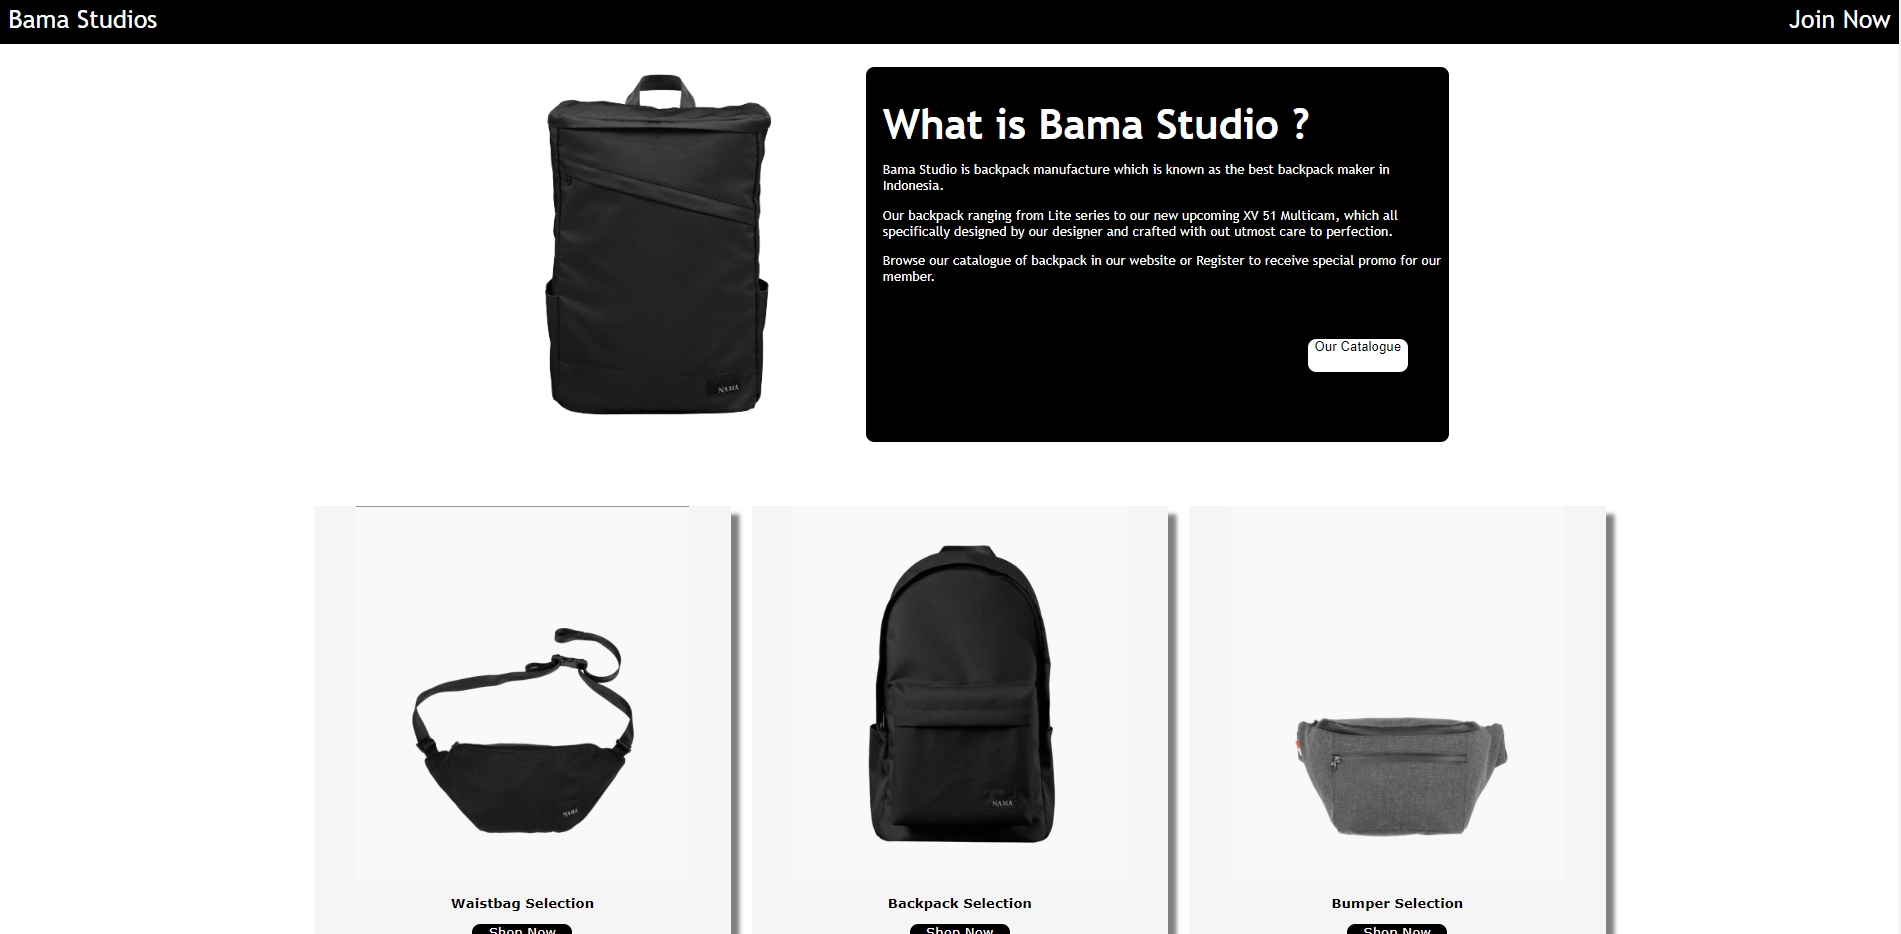 Bama Studios
Join Now
What is Bama Studio ?
Bama Studio is backpack manufacture which is known as the best backpack maker in
Indonesia.
Our backpack ranging from Lite series to our new upcoming XV 51 Multicam, which all
specifically designed by our designer and crafted with out utmost care to perfection.
Browse our catalogue of backpack in our website or Register to receive special promo for our
member.
Our Catalogue
NAMA
NAMA
NAMA
Waistbag Selection
Backpack Selection
Bumper Selection
Shop Now
Shop Now
Shop Now